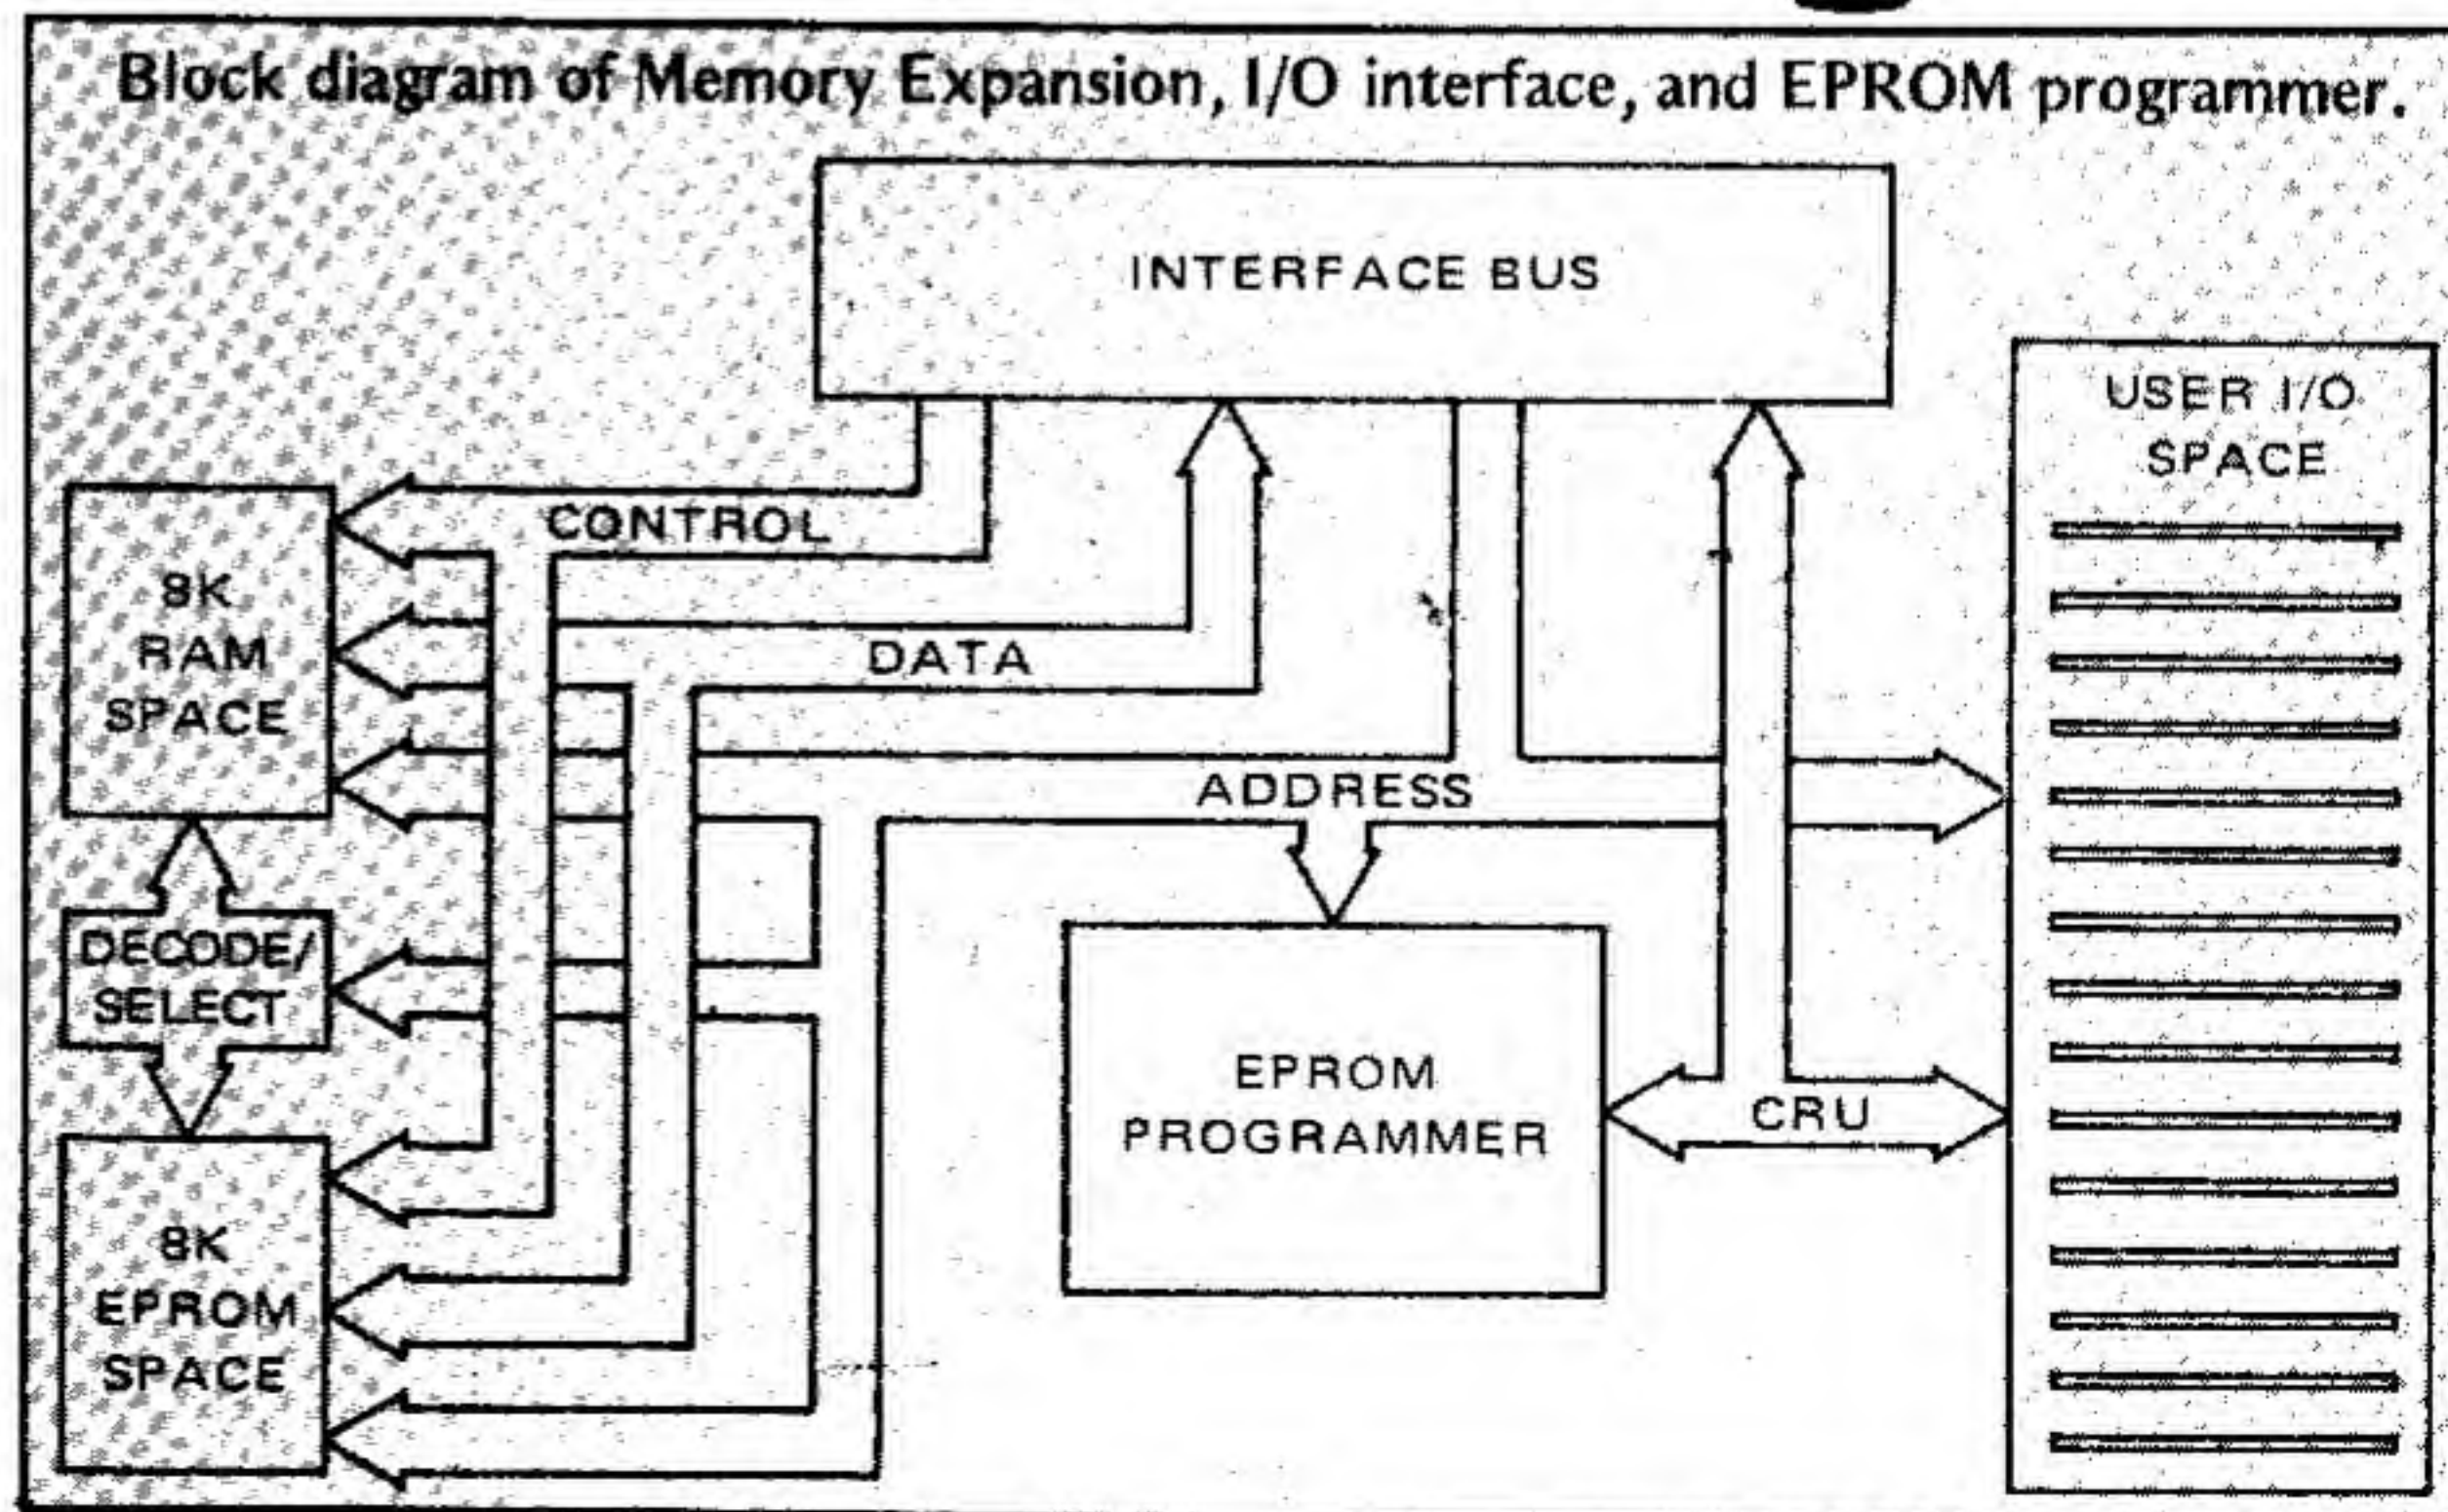 Block diagram of Memory Expansion, I/O interface, and EPROM programmer.
INTERFACE BUS
USER I/O
SPACE
CONTROL
8K
RAM
SPACE
DATA
ADDRESS
DECODE/
SELECT
EPROM
PROGRAMMER
CRU
8K
EPROM
SPACE